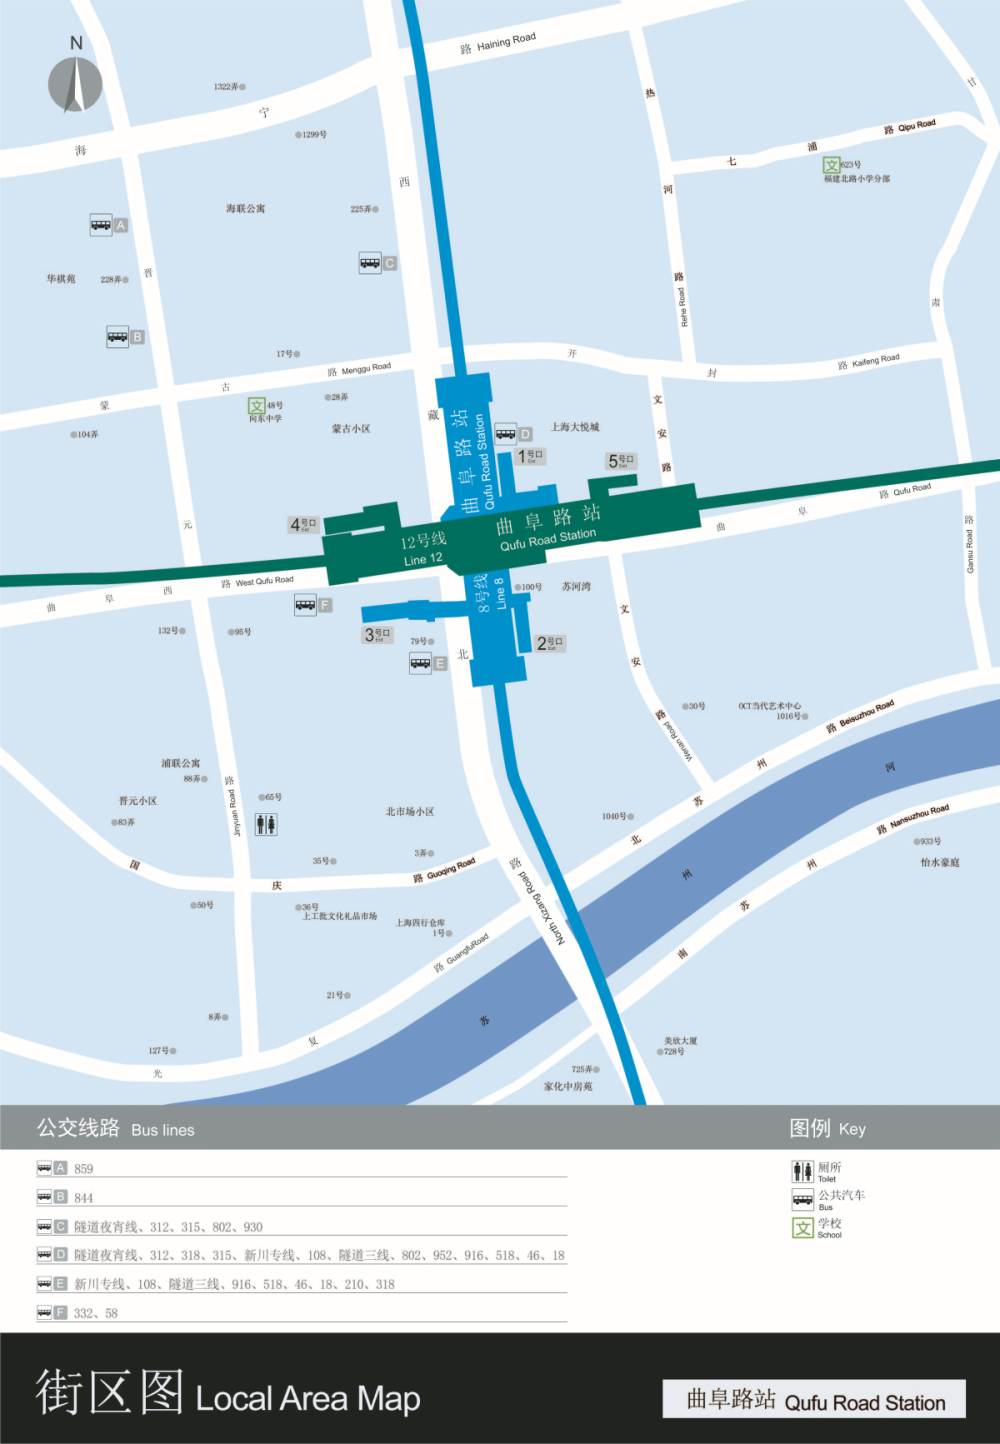 N
路 Haining Road
宁
海
1322弄
1299号
热
河
路
Rehe Road
甘
肃
路
Gansu Road
七
浦
路 Qipu Road
文 623号
福建北路小学分部
西
藏
北
路
North Xizang Road
海联公寓
225弄
A
C
华祺苑
228弄
B
晋
元
路
Jinyuan Road
17号
蒙
古
路 Menggu Road
开
封
路 Kaifeng Road
28弄
文 48号
向东中学
蒙古小区
104弄
曲阜路站
Qufu Road Station
D
上海大悦城
1号口
Exit
5号口
Exit
文
安
路
4号口
Exit
12号线
Line 12
曲阜路站
Qufu Road Station
曲
阜
路 Qufu Road
曲
阜
西
路 West Qufu Road
8号线
Line 8
100号
苏河湾
F
132号
95号
3号口
Exit
79号
E
2号口
Exit
文
安
路
Wenan Road
30号
OCT当代艺术中心
1016号
北
苏
州
路 Beisuzhou Road
浦联公寓
88弄
晋元小区
83弄
65号
北市场小区
1040号
苏
州
河
南
苏
州
路 Nansuzhou Road
933号
怡水豪庭
国
庆
路 Guoqing Road
35号
3弄
50号
36号
上工批文化礼品市场
上海四行仓库
1号
光
复
路 GuangfuRoad
21号
8弄
127号
美欣大厦
728号
725弄
家化中房苑
公交线路 Bus lines
A 859
B 844
C 隧道夜宵线、312、315、802、930
D 隧道夜宵线、312、318、315、新川专线、108、隧道三线、802、952、916、518、46、18
E 新川专线、108、隧道三线、916、518、46、18、210、318
F 332、58
图例 Key
厕所
Toilet
公共汽车
Bus
文 学校
School
街区图 Local Area Map
曲阜路站 Qufu Road Station